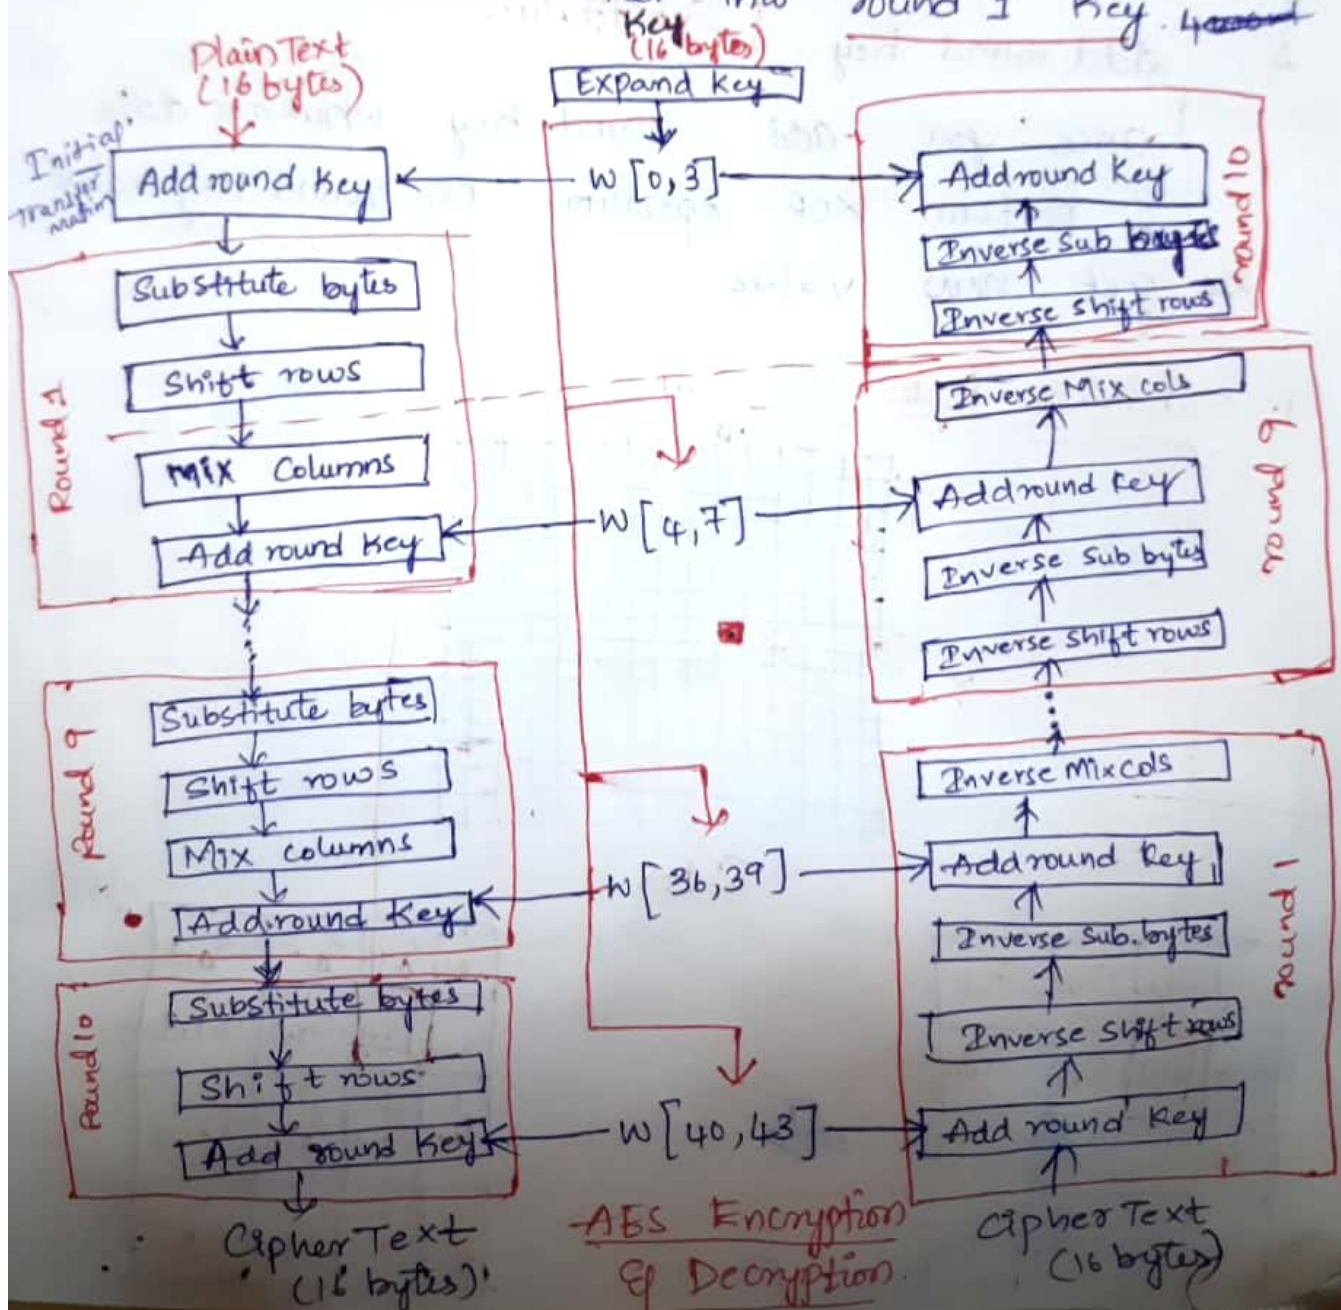 round 1 Key.
Key
(16 bytes)
Expand Key
Plain Text
(16 bytes)
Initial
Transfor
mation
Add round Key
W [0,3]
Add round Key
Inverse Sub bytes
Inverse Shift rows
round 10
Round 1
Substitute bytes
Shift rows
Mix Columns
Add round Key
W [4,7]
Inverse Mix cols
Add round Key
Inverse Sub bytes
Inverse Shift rows
round 9.
Round 9
Substitute bytes
Shift rows
Mix columns
Add round Key
W [36,39]
Inverse Mix cols
Add round Key
Inverse Sub. bytes
Inverse Shift rows
Add round Key
round 1
Round 10
Substitute bytes
Shift rows
Add round Key
W [40,43]
Cipher Text
(16 bytes).
AES Encryption
& Decryption.
Cipher Text
(16 bytes)